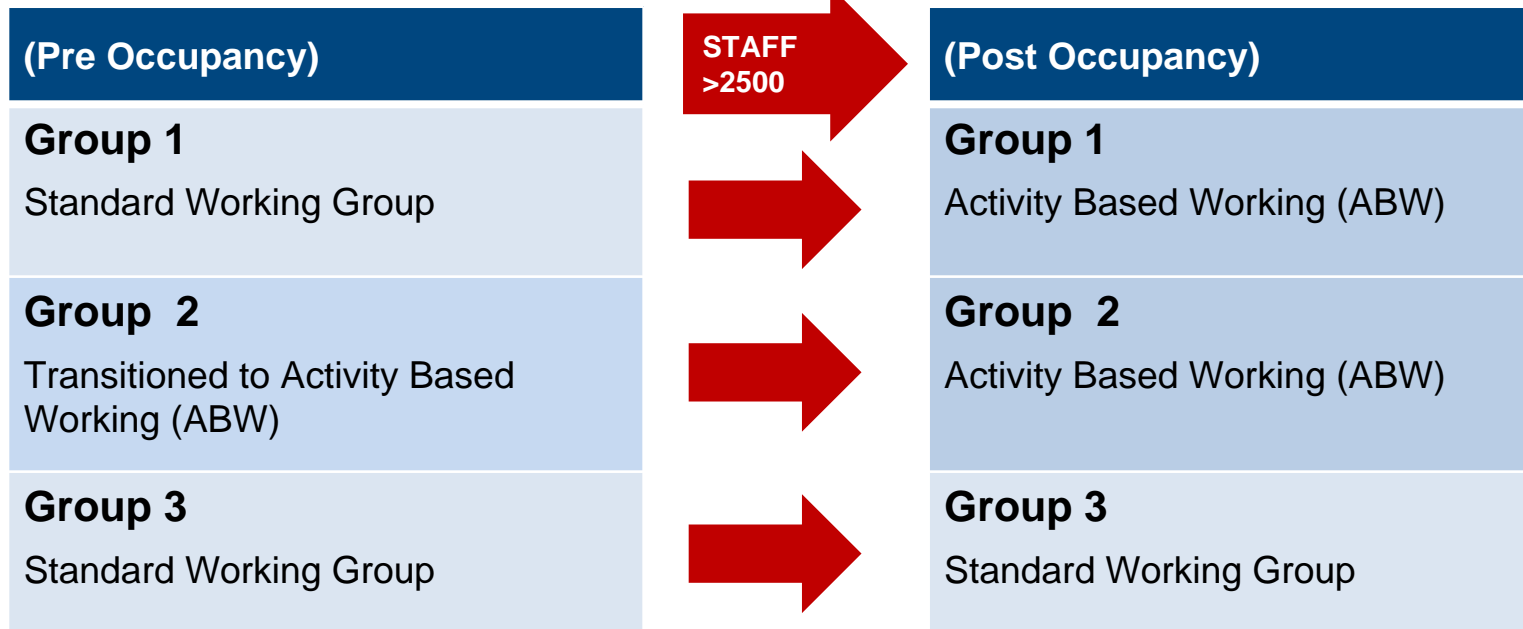 (Pre Occupancy)
STAFF
>2500
(Post Occupancy)
Group 1
Standard Working Group
Group 1
Activity Based Working (ABW)
Group  2
Transitioned to Activity Based
Working (ABW)
Group  2
Activity Based Working (ABW)
Group 3
Standard Working Group
Group 3
Standard Working Group